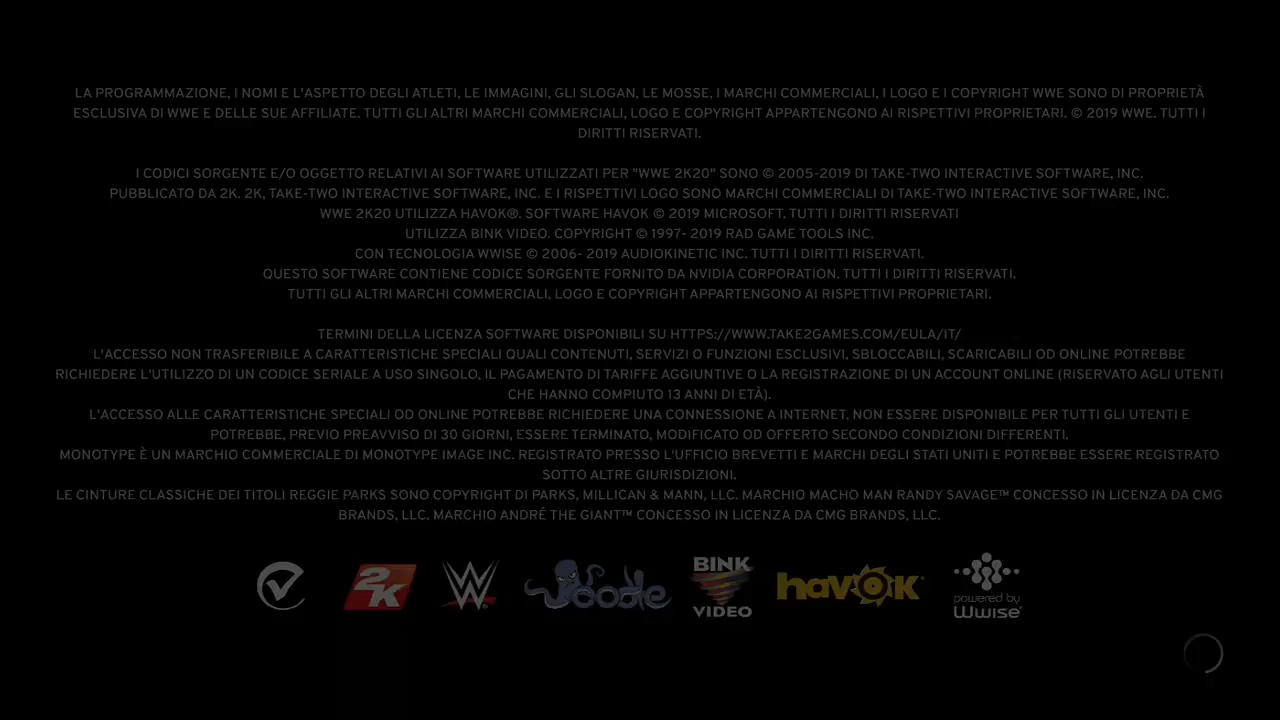 LA PROGRAMMAZIONE, I NOMI E L'ASPETTO DEGLI ATLETI, LE IMMAGINI, GLI SLOGAN, LE MOSSE, I MARCHI COMMERCIALI, I LOGO E I COPYRIGHT WWE SONO DI PROPRIETÀ
ESCLUSIVA DI WWE E DELLE SUE AFFILIATE. TUTTI GLI ALTRI MARCHI COMMERCIALI, LOGO E COPYRIGHT APPARTENGONO AI RISPETTIVI PROPRIETARI. © 2019 WWE. TUTTI I
DIRITTI RISERVATI.
I CODICI SORGENTE E/O OGGETTO RELATIVI AI SOFTWARE UTILIZZATI PER "WWE 2K20" SONO © 2005-2019 DI TAKE-TWO INTERACTIVE SOFTWARE, INC.
PUBBLICATO DA 2K. 2K, TAKE-TWO INTERACTIVE SOFTWARE, INC. E I RISPETTIVI LOGO SONO MARCHI COMMERCIALI DI TAKE-TWO INTERACTIVE SOFTWARE, INC.
WWE 2K20 UTILIZZA HAVOK®. SOFTWARE HAVOK © 2019 MICROSOFT. TUTTI I DIRITTI RISERVATI
UTILIZZA BINK VIDEO. COPYRIGHT © 1997- 2019 RAD GAME TOOLS INC.
CON TECNOLOGIA WWISE © 2006- 2019 AUDIOKINETIC INC. TUTTI I DIRITTI RISERVATI.
QUESTO SOFTWARE CONTIENE CODICE SORGENTE FORNITO DA NVIDIA CORPORATION. TUTTI I DIRITTI RISERVATI.
TUTTI GLI ALTRI MARCHI COMMERCIALI, LOGO E COPYRIGHT APPARTENGONO AI RISPETTIVI PROPRIETARI.
TERMINI DELLA LICENZA SOFTWARE DISPONIBILI SU HTTPS://WWW.TAKE2GAMES.COM/EULA/IT/
L'ACCESSO NON TRASFERIBILE A CARATTERISTICHE SPECIALI QUALI CONTENUTI, SERVIZI O FUNZIONI ESCLUSIVI, SBLOCCABILI, SCARICABILI OD ONLINE POTREBBE
RICHIEDERE L'UTILIZZO DI UN CODICE SERIALE A USO SINGOLO, IL PAGAMENTO DI TARIFFE AGGIUNTIVE O LA REGISTRAZIONE DI UN ACCOUNT ONLINE (RISERVATO AGLI UTENTI
CHE HANNO COMPIUTO 13 ANNI DI ETÀ).
L'ACCESSO ALLE CARATTERISTICHE SPECIALI OD ONLINE POTREBBE RICHIEDERE UNA CONNESSIONE A INTERNET, NON ESSERE DISPONIBILE PER TUTTI GLI UTENTI E
POTREBBE, PREVIO PREAVVISO DI 30 GIORNI, ESSERE TERMINATO, MODIFICATO OD OFFERTO SECONDO CONDIZIONI DIFFERENTI.
MONOTYPE È UN MARCHIO COMMERCIALE DI MONOTYPE IMAGE INC. REGISTRATO PRESSO L'UFFICIO BREVETTI E MARCHI DEGLI STATI UNITI E POTREBBE ESSERE REGISTRATO
SOTTO ALTRE GIURISDIZIONI.
LE CINTURE CLASSICHE DEI TITOLI REGGIE PARKS SONO COPYRIGHT DI PARKS, MILLICAN & MANN, LLC. MARCHIO MACHO MAN RANDY SAVAGE™ CONCESSO IN LICENZA DA CMG
BRANDS, LLC. MARCHIO ANDRÉ THE GIANT™ CONCESSO IN LICENZA DA CMG BRANDS, LLC.
2K W oodle BINK VIDEO havok powered by Wwise